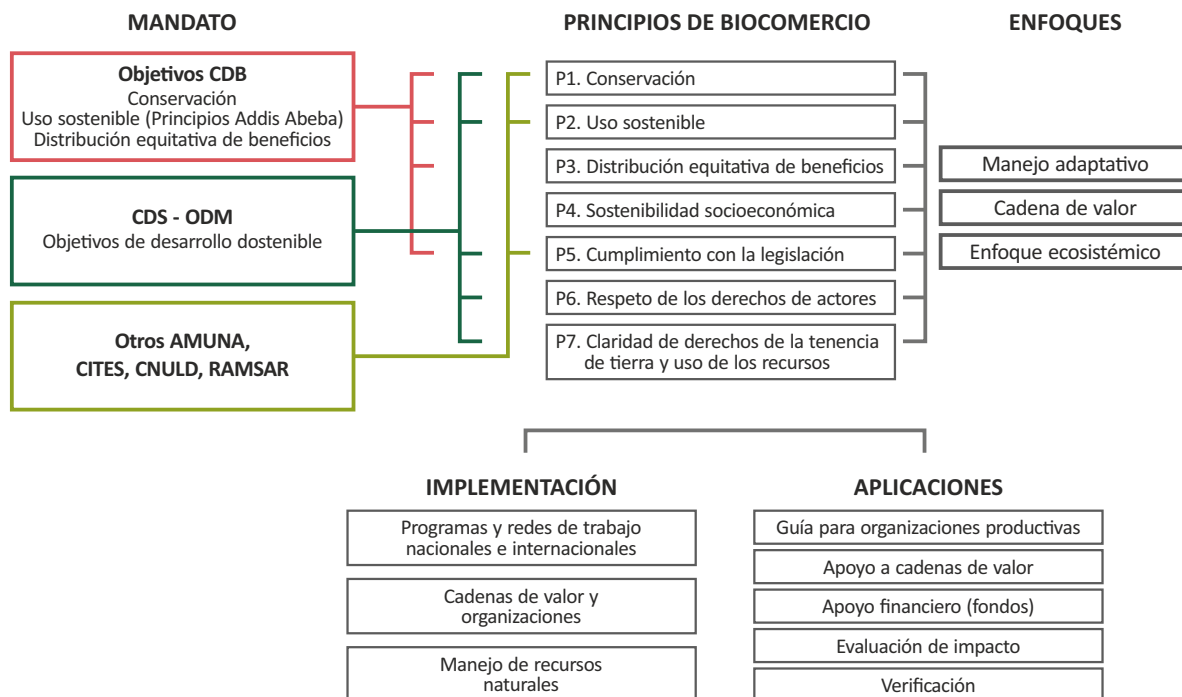 MANDATO
Objetivos CDB
Conservación
Uso sostenible (Principios Addis Abeba)
Distribución equitativa de beneficios
CDS - ODM
Objetivos de desarrollo dostenible
Otros AMUNA,
CITES, CNULD, RAMSAR
PRINCIPIOS DE BIOCOMERCIO
P1. Conservación
P2. Uso sostenible
P3. Distribución equitativa de beneficios
P4. Sostenibilidad socioeconómica
P5. Cumplimiento con la legislación
P6. Respeto de los derechos de actores
P7. Claridad de derechos de la tenencia
de tierra y uso de los recursos
ENFOQUES
Manejo adaptativo
Cadena de valor
Enfoque ecosistémico
IMPLEMENTACIÓN
Programas y redes de trabajo
nacionales e internacionales
Cadenas de valor y
organizaciones
Manejo de recursos
naturales
APLICACIONES
Guía para organizaciones productivas
Apoyo a cadenas de valor
Apoyo financiero (fondos)
Evaluación de impacto
Verificación